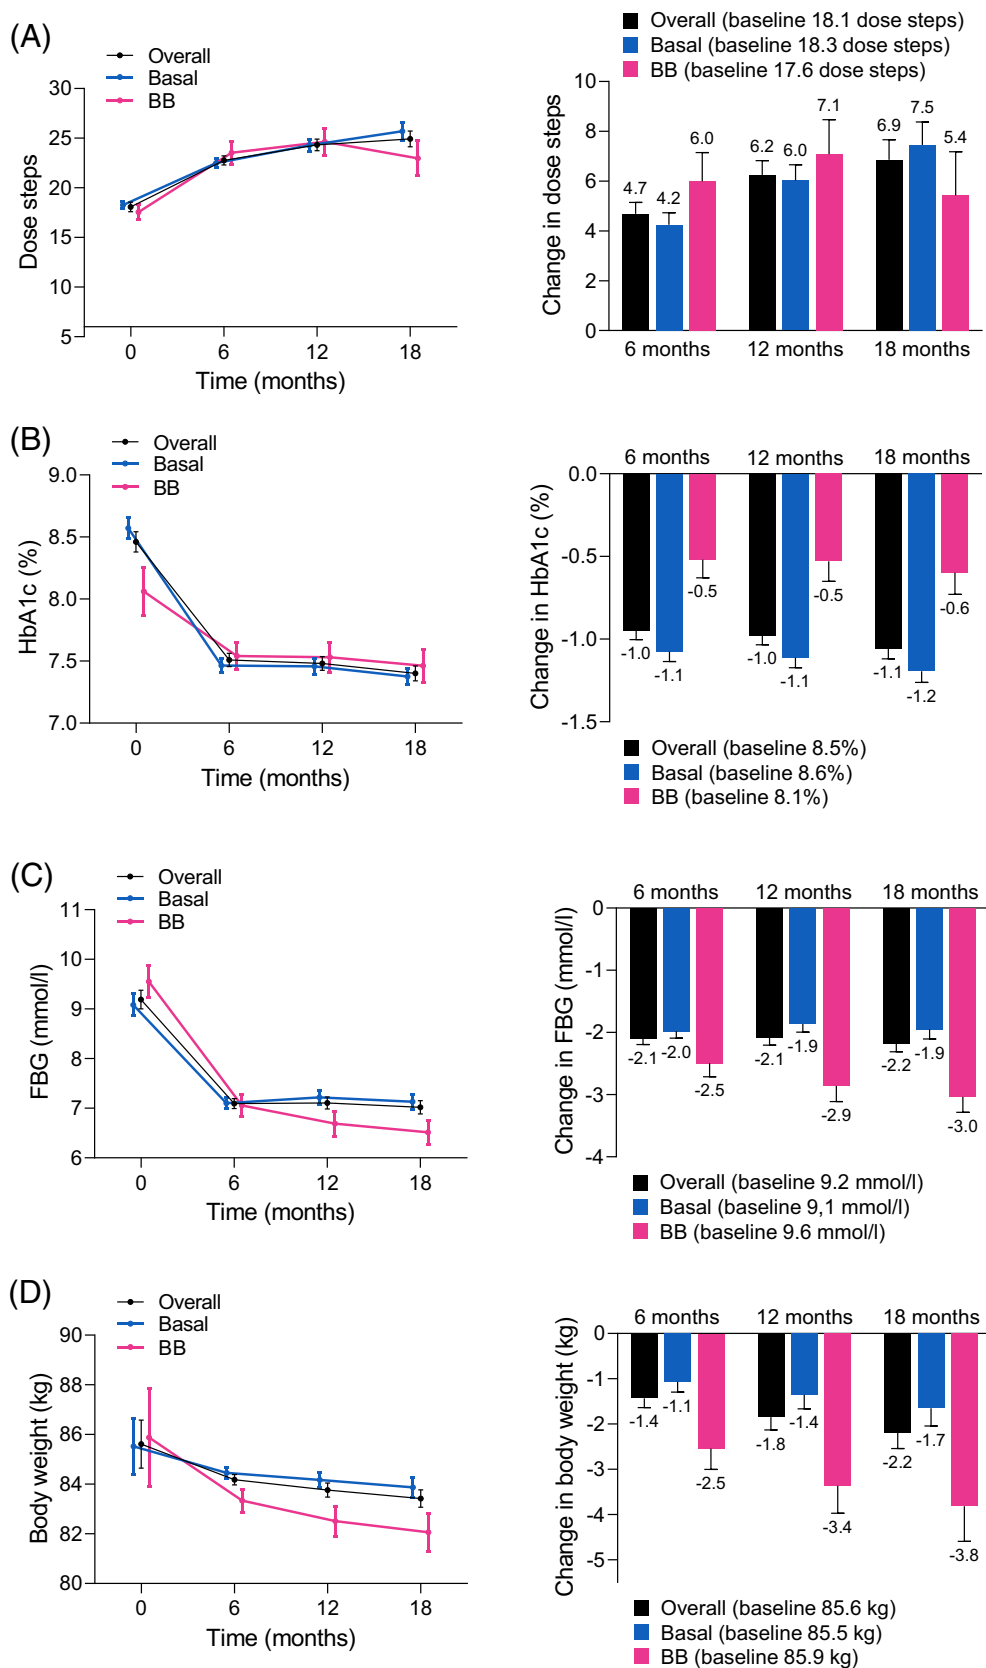 (A)
Overall
Basal
BB
30
25
20
15
10
5
Dose steps
0 6 12 18
Time (months)
Overall (baseline 18.1 dose steps)
Basal (baseline 18.3 dose steps)
BB (baseline 17.6 dose steps)
10
8
6
4
2
0
Change in dose steps
4.7 4.2 6.0
6.2 6.0 7.1
6.9 7.5 5.4
6 months 12 months 18 months
(B)
Overall
Basal
BB
9.0
8.5
8.0
7.5
7.0
HbA1c (%)
0 6 12 18
Time (months)
6 months 12 months 18 months
0.0
-0.5
-1.0
-1.5
Change in HbA1c (%)
-1.0 -1.1 -0.5
-1.0 -1.1 -0.5
-1.1 -1.2 -0.6
Overall (baseline 8.5%)
Basal (baseline 8.6%)
BB (baseline 8.1%)
(C)
Overall
Basal
BB
11
10
9
8
7
6
FBG (mmol/l)
0 6 12 18
Time (months)
6 months 12 months 18 months
0
-1
-2
-3
-4
Change in FBG (mmol/l)
-2.1 -2.0 -2.5
-2.1 -1.9 -2.9
-2.2 -1.9 -3.0
Overall (baseline 9.2 mmol/l)
Basal (baseline 9,1 mmol/l)
BB (baseline 9.6 mmol/l)
(D)
Overall
Basal
BB
90
88
86
84
82
80
Body weight (kg)
0 6 12 18
Time (months)
6 months 12 months 18 months
0
-1
-2
-3
-4
-5
Change in body weight (kg)
-1.4 -1.1 -2.5
-1.8 -1.4 -3.4
-2.2 -1.7 -3.8
Overall (baseline 85.6 kg)
Basal (baseline 85.5 kg)
BB (baseline 85.9 kg)